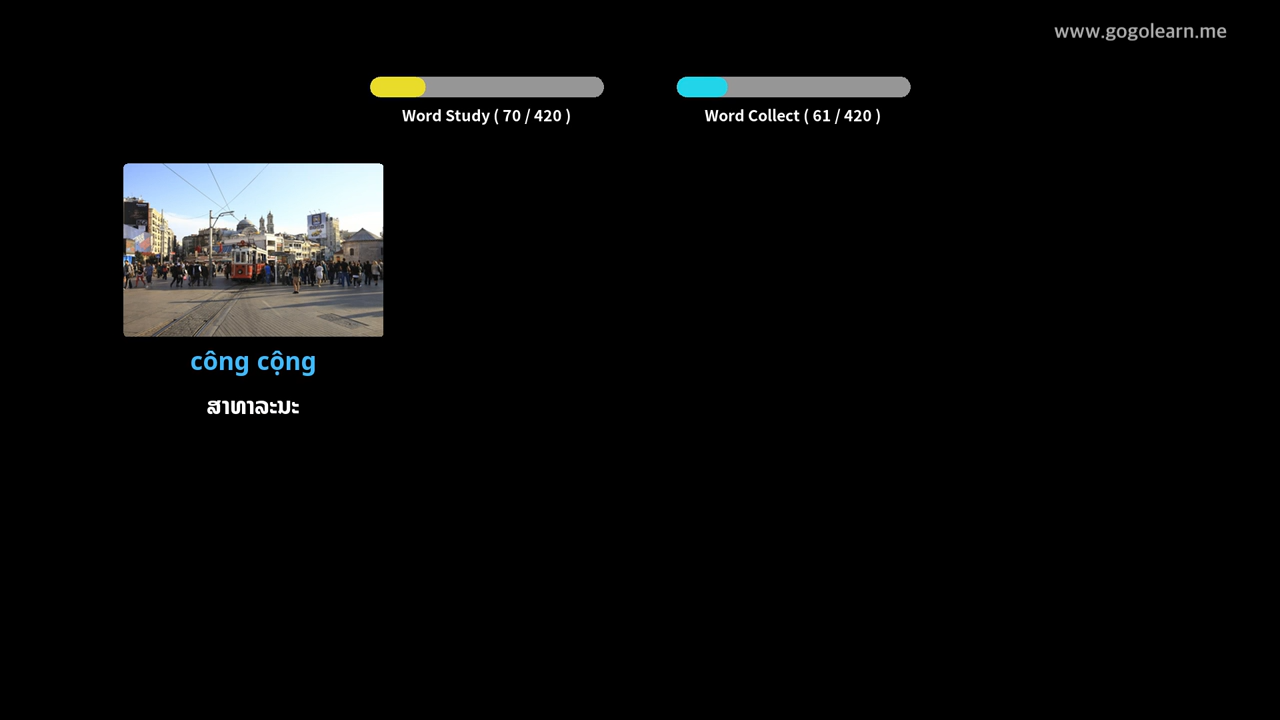 www.gogolearn.me
Word Study ( 70 / 420 )
Word Collect ( 61 / 420 )
công cộng
ສາທາລະນະ